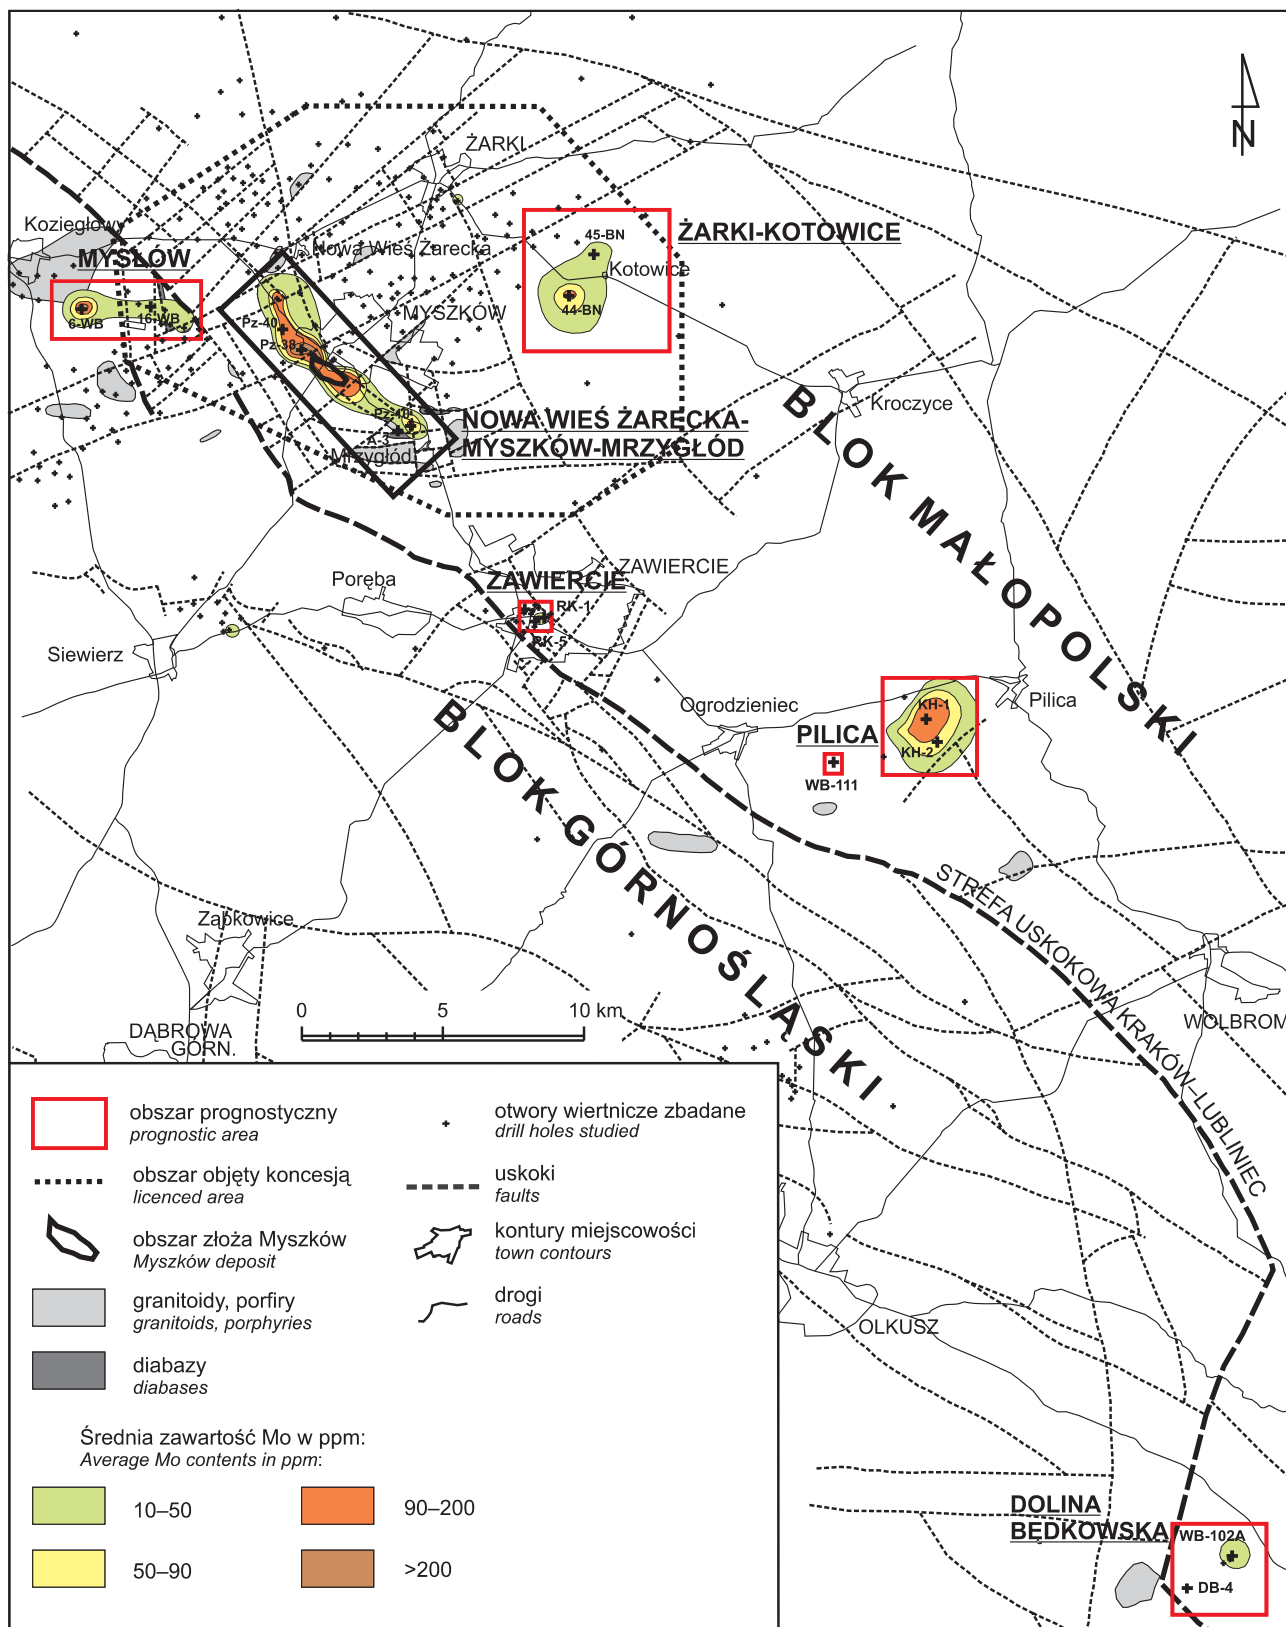 N
ŻARKI
Koziegłowy
MYSŁÓW
Nowa Wieś Żarecka
45-BN
ŻARKI-KOTOWICE
Kotowice
6-WB
16-WB
MYSZKÓW
44-BN
Pz-40
Pz-38
Kroczyce
Pz-10
A-3
Mrzygłód
NOWA WIEŚ ŻARECKA-
MYSZKÓW-MRZYGŁÓD
BLOK MAŁOPOLSKI
Poręba
ZAWIERCIE
ZAWIERCIE
RK-1
RK-5
Siewierz
Ogrodzieniec
KH-1
Pilica
PILICA
KH-2
WB-111
BLOK GÓRNOŚLĄSKI
STREFA USKOKOWA KRAKÓW–LUBLINIEC
Ząbkowice
0 5 10 km
DĄBROWA
GÓRN.
WOLBROM
OLKUSZ
DOLINA
BĘDKOWSKA
WB-102A
DB-4
obszar prognostyczny
prognostic area
obszar objęty koncesją
licenced area
obszar złoża Myszków
Myszków deposit
granitoidy, porfiry
granitoids, porphyries
diabazy
diabases
otwory wiertnicze zbadane
drill holes studied
uskoki
faults
kontury miejscowości
town contours
drogi
roads
Średnia zawartość Mo w ppm:
Average Mo contents in ppm:
10–50
90–200
50–90
>200